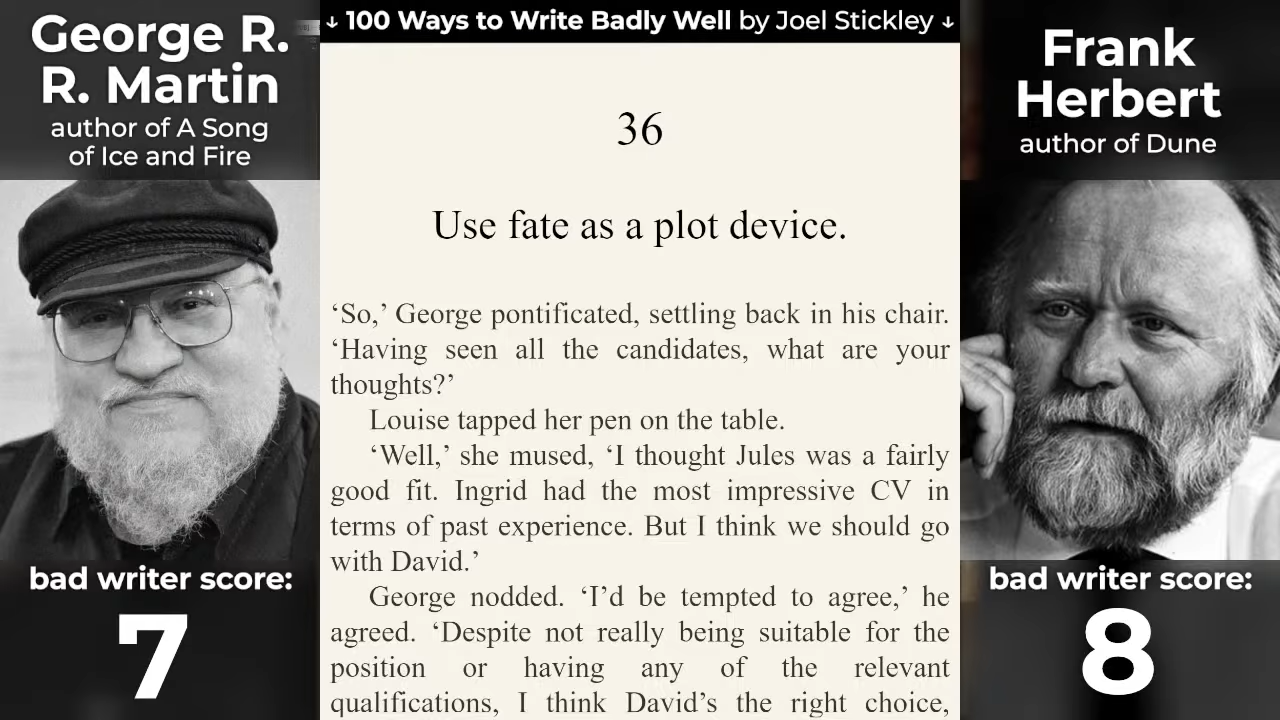 George R.
R. Martin
author of A Song
of Ice and Fire
bad writer score:
7
↓ 100 Ways to Write Badly Well by Joel Stickley ↓
36
Use fate as a plot device.
‘So,’ George pontificated, settling back in his chair.
‘Having seen all the candidates, what are your
thoughts?’
Louise tapped her pen on the table.
‘Well,’ she mused, ‘I thought Jules was a fairly
good fit. Ingrid had the most impressive CV in
terms of past experience. But I think we should go
with David.’
George nodded. ‘I’d be tempted to agree,’ he
agreed. ‘Despite not really being suitable for the
position or having any of the relevant
qualifications, I think David’s the right choice,
Frank
Herbert
author of Dune
bad writer score:
8